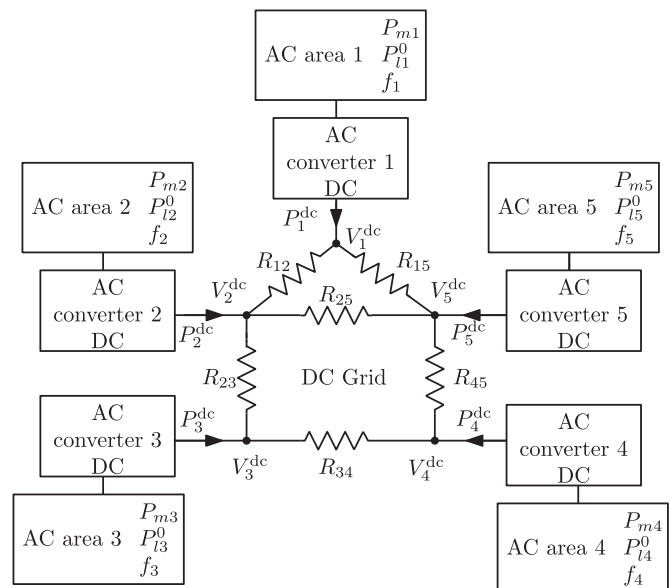 AC area 1
P_{m1}
P_{l1}^0
f_1
AC
converter 1
DC
P_1^{dc}
V_1^{dc}
AC area 2
P_{m2}
P_{l2}^0
f_2
AC area 5
P_{m5}
P_{l5}^0
f_5
R_{12}
R_{15}
AC
converter 2
DC
V_2^{dc}
P_2^{dc}
R_{25}
V_5^{dc}
P_5^{dc}
AC
converter 5
DC
R_{23}
DC Grid
R_{45}
AC
converter 3
DC
P_3^{dc}
V_3^{dc}
R_{34}
P_4^{dc}
V_4^{dc}
AC
converter 4
DC
AC area 3
P_{m3}
P_{l3}^0
f_3
AC area 4
P_{m4}
P_{l4}^0
f_4